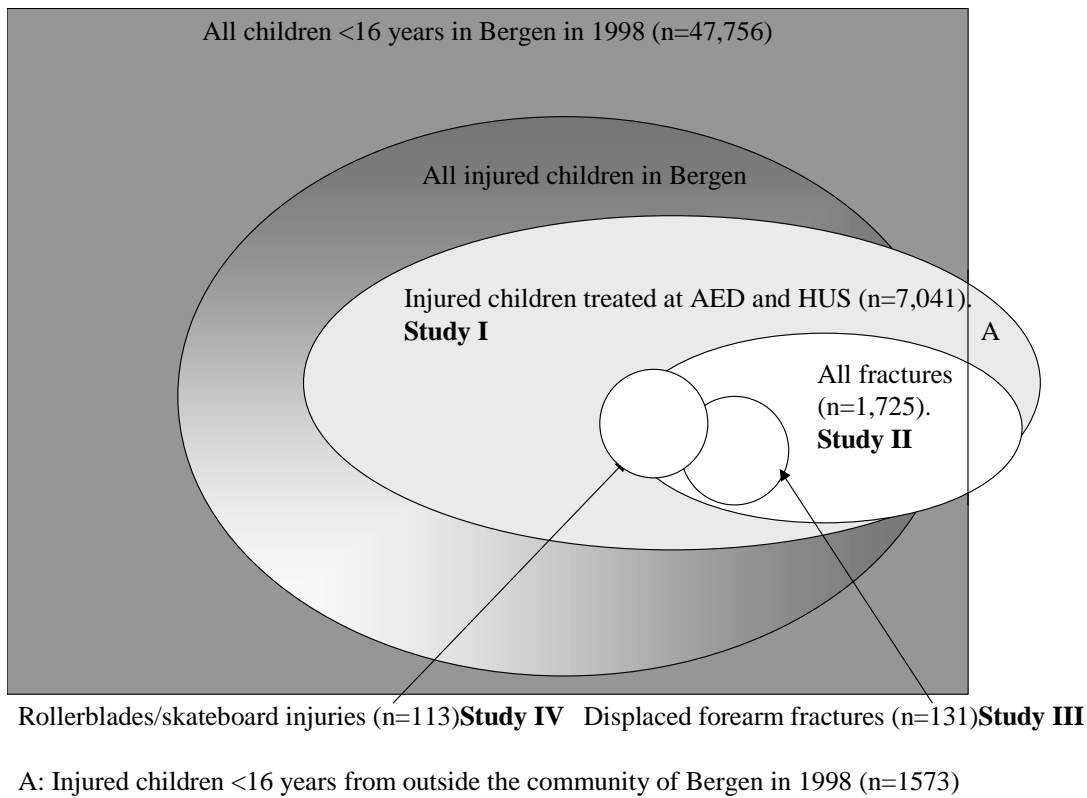 All children <16 years in Bergen in 1998 (n=47,756)
All injured children in Bergen
Injured children treated at AED and HUS (n=7,041).
Study I
A
All fractures
(n=1,725).
Study II
Rollerblades/skateboard injuries (n=113)Study IV Displaced forearm fractures (n=131)Study III
A: Injured children <16 years from outside the community of Bergen in 1998 (n=1573)